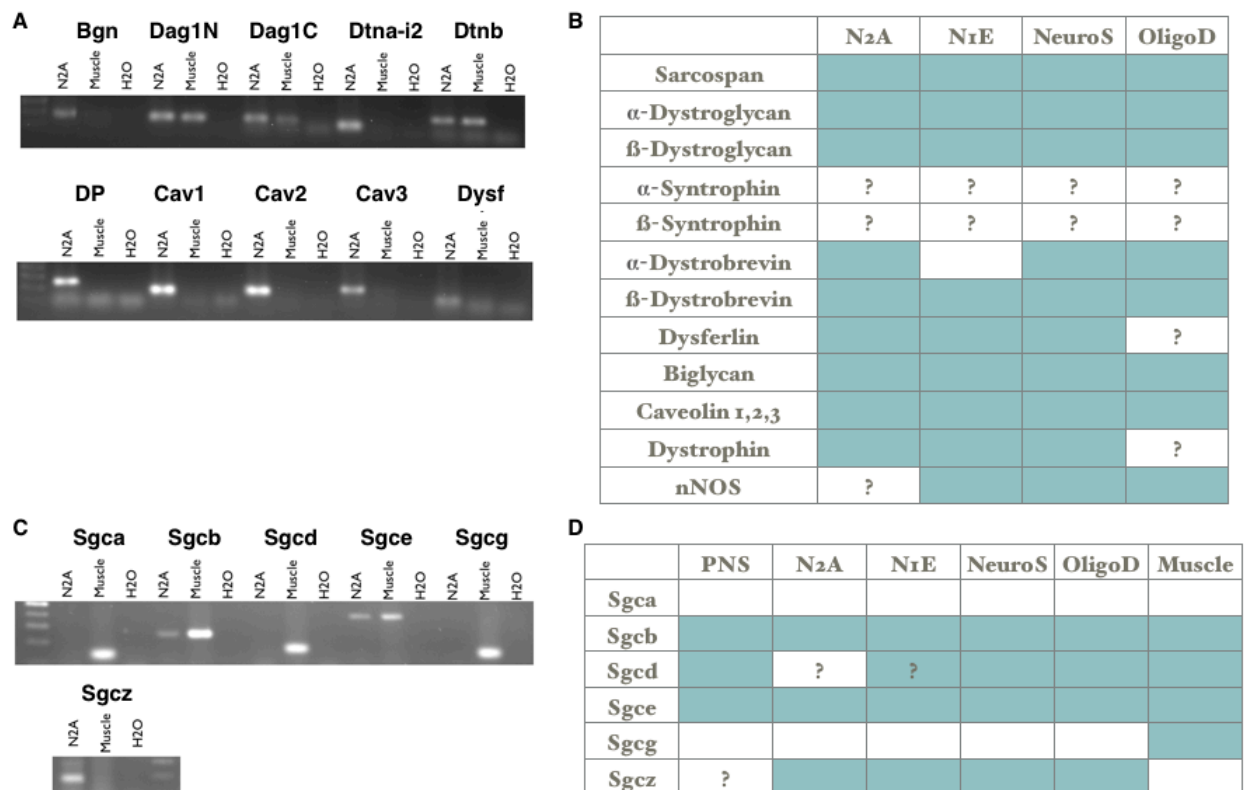 A
Bgn Dag1N Dag1C Dtna-i2 Dtnb
N2A Muscle H2O N2A Muscle H2O N2A Muscle H2O N2A Muscle H2O N2A Muscle H2O
DP Cav1 Cav2 Cav3 Dysf
N2A Muscle H2O N2A Muscle H2O N2A Muscle H2O N2A Muscle H2O N2A Muscle H2O
B
N2A N1E NeuroS OligoD
Sarcospan
α-Dystroglycan
ß-Dystroglycan
α-Syntrophin ? ? ? ?
ß-Syntrophin ? ? ? ?
α-Dystrobrevin
ß-Dystrobrevin
Dysferlin ?
Biglycan
Caveolin 1,2,3
Dystrophin ?
nNOS ?
C
Sgca Sgcb Sgcd Sgce Sgcg
N2A Muscle H2O N2A Muscle H2O N2A Muscle H2O N2A Muscle H2O N2A Muscle H2O
Sgcz
N2A Muscle H2O
D
PNS N2A N1E NeuroS OligoD Muscle
Sgca
Sgcb
Sgcd ? ?
Sgce
Sgcg
Sgcz ?